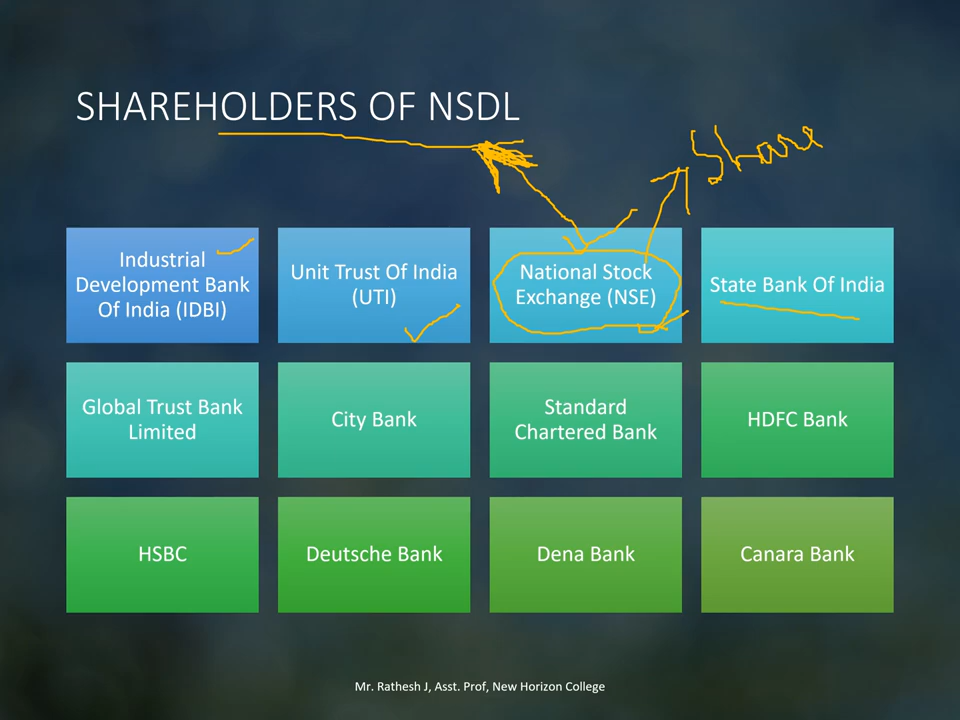 SHAREHOLDERS OF NSDL
Share
Industrial
Development Bank
Of India (IDBI)
Unit Trust Of India
(UTI)
National Stock
Exchange (NSE)
State Bank Of India
Global Trust Bank
Limited
City Bank
Standard
Chartered Bank
HDFC Bank
HSBC
Deutsche Bank
Dena Bank
Canara Bank
Mr. Rathesh J, Asst. Prof, New Horizon College